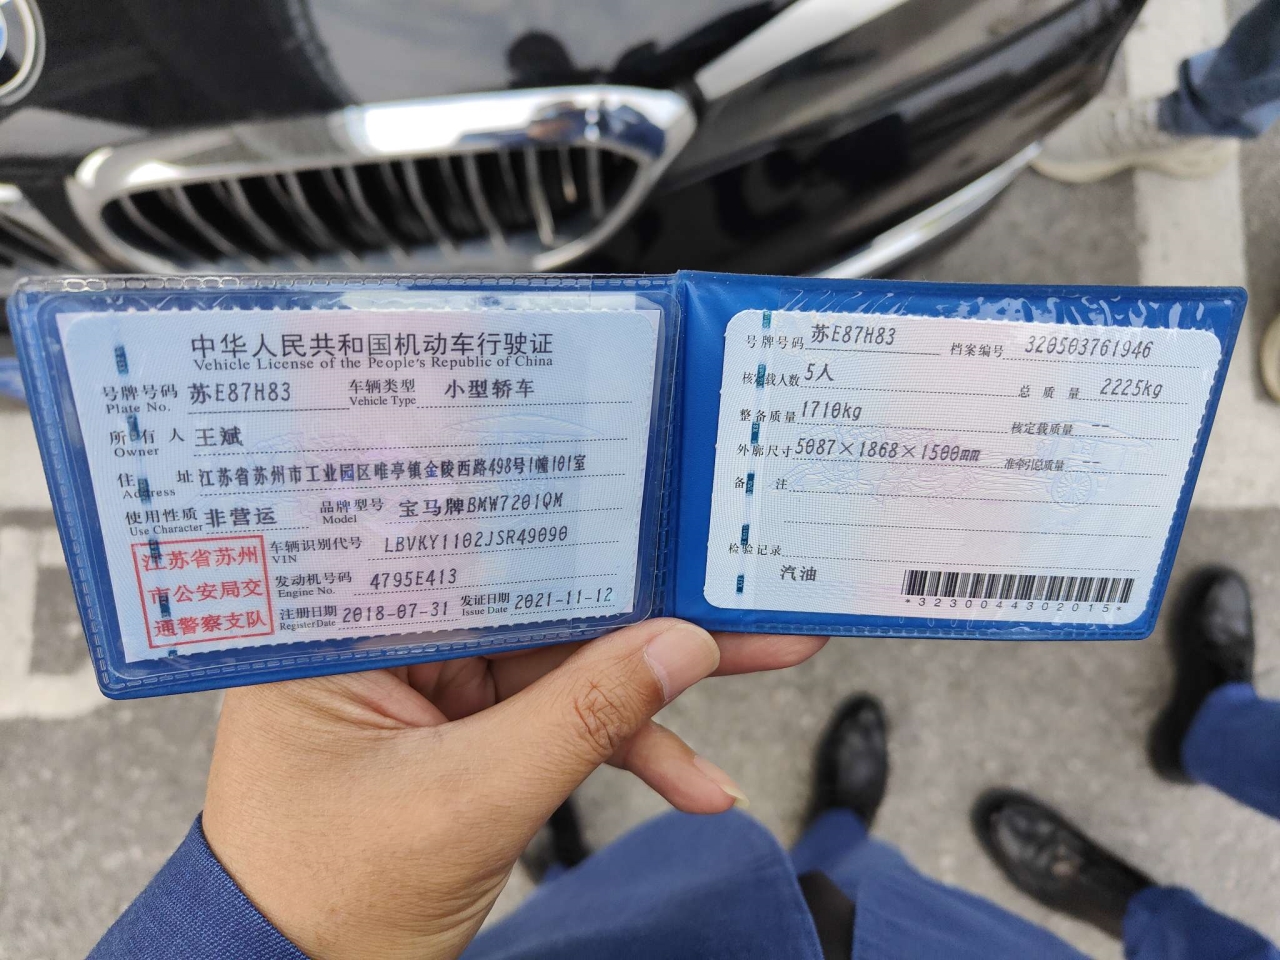 中华人民共和国机动车行驶证
Vehicle License of the People's Republic of China
号牌号码 苏E87H83 车辆类型 小型轿车
Plate No. Vehicle Type
所有人 王斌
Owner
住址 江苏省苏州市工业园区唯亭镇金陵西路498号1幢101室
Address
使用性质 非营运 品牌型号 宝马牌BMW7201QM
Use Character Model
车辆识别代号 LBVKY1102JSR49090
VIN
发动机号码 4795E413
Engine No.
注册日期 2018-07-31 发证日期 2021-11-12
Register Date Issue Date
江苏省苏州
市公安局交
通警察支队
号牌号码 苏E87H83 档案编号 320503761946
核定载人数 5人 总质量 2225kg
整备质量 1710kg 核定载质量 --
外廓尺寸 5087×1868×1500mm 准牵引总质量 --
备注
检验记录
汽油
*3230044302015*